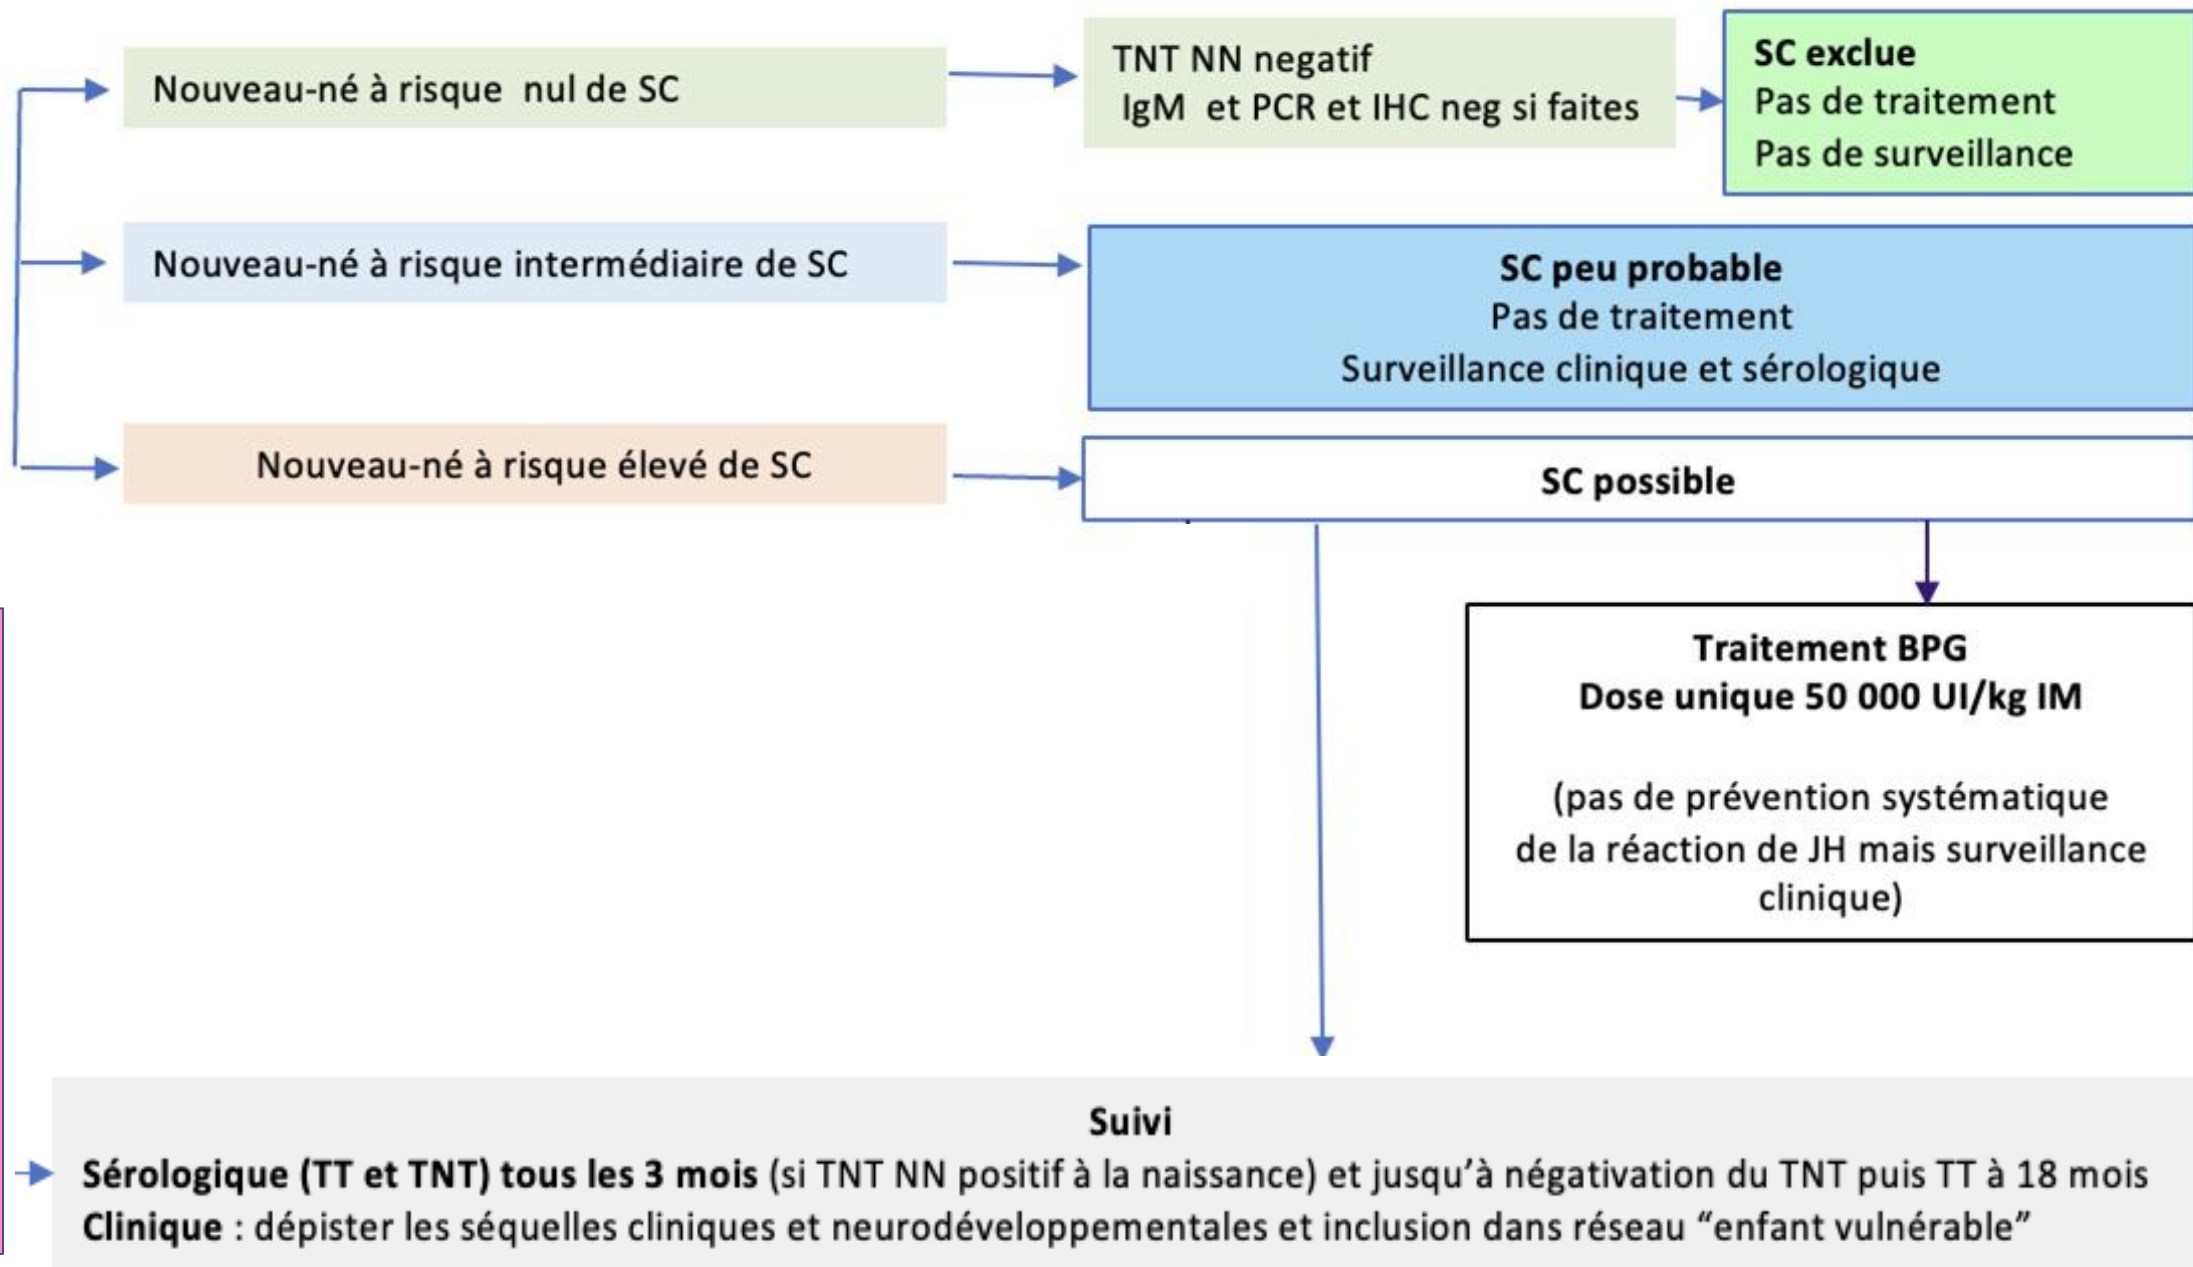 Nouveau-né à risque nul de SC
TNT NN negatif
IgM et PCR et IHC neg si faites
SC exclue
Pas de traitement
Pas de surveillance
Nouveau-né à risque intermédiaire de SC
SC peu probable
Pas de traitement
Surveillance clinique et sérologique
Nouveau-né à risque élevé de SC
SC possible
Traitement BPG
Dose unique 50 000 UI/kg IM
(pas de prévention systématique
de la réaction de JH mais surveillance
clinique)
Suivi
Sérologique (TT et TNT) tous les 3 mois (si TNT NN positif à la naissance) et jusqu’à négativation du TNT puis TT à 18 mois
Clinique : dépister les séquelles cliniques et neurodéveloppementales et inclusion dans réseau “enfant vulnérable”